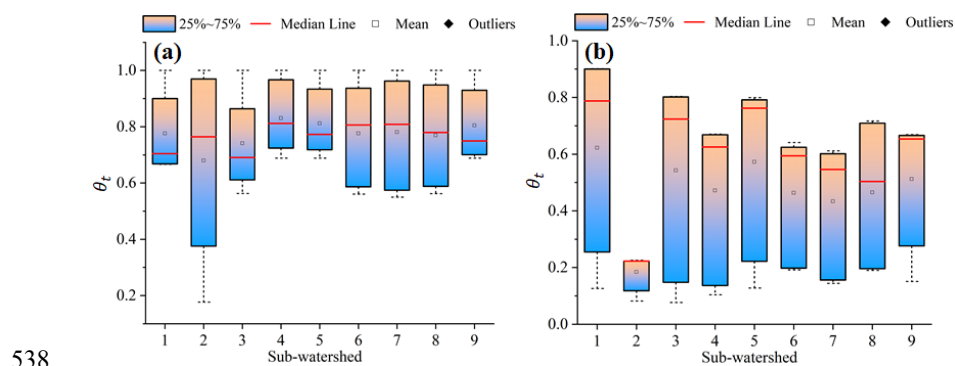 25%~75% Median Line Mean Outliers
(a)
1.0
0.8
0.6
0.4
0.2
θt
1 2 3 4 5 6 7 8 9
Sub-watershed
25%~75% Median Line Mean Outliers
(b)
1.0
0.8
0.6
0.4
0.2
0.0
θt
1 2 3 4 5 6 7 8 9
Sub-watershed
538